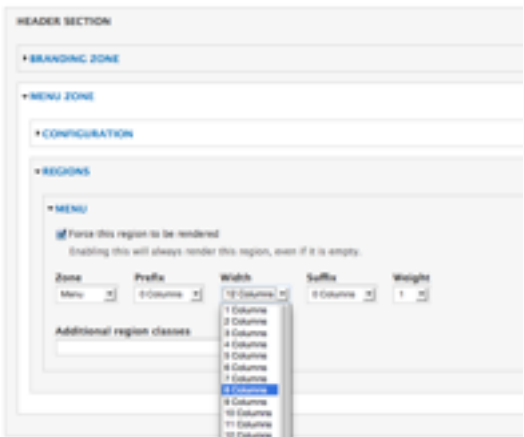 HEADER SECTION
BRANDING ZONE
MENU ZONE
CONFIGURATION
REGIONS
MENU
Force this region to be rendered
Enabling this will always render this region, even if it is empty.
Zone Prefix Width Suffix Weight
Menu 0 Columns 12 Columns 0 Columns 1
1 Columns
2 Columns
Additional region classes
3 Columns
4 Columns
5 Columns
6 Columns
7 Columns
8 Columns
9 Columns
10 Columns
11 Columns
12 Columns